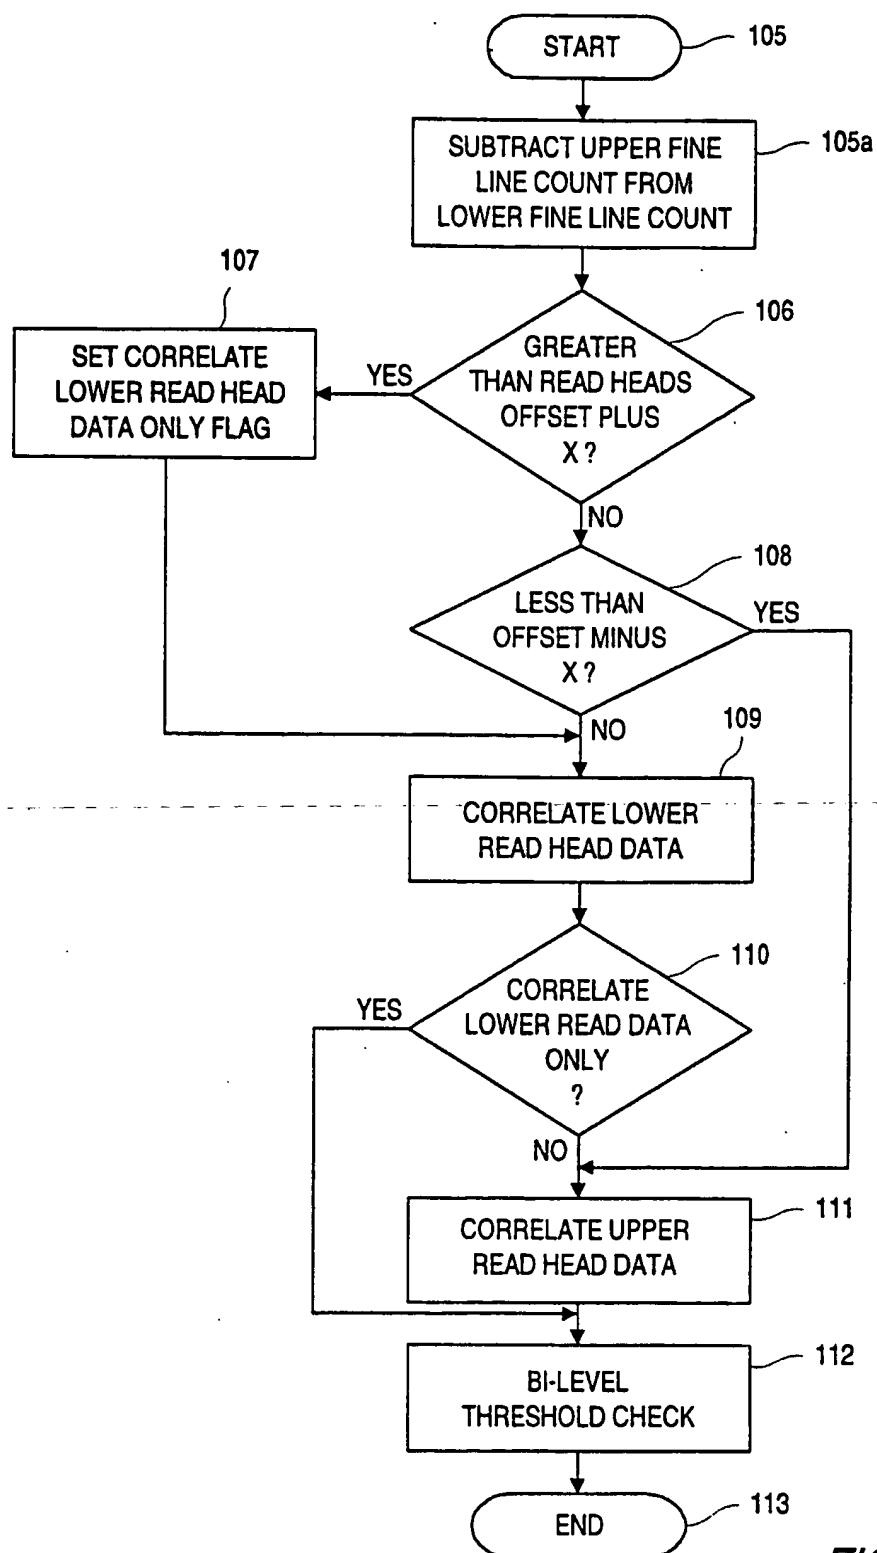 START
105
SUBTRACT UPPER FINE
LINE COUNT FROM
LOWER FINE LINE COUNT
105a
107
SET CORRELATE
LOWER READ HEAD
DATA ONLY FLAG
YES
GREATER
THAN READ HEADS
OFFSET PLUS
X ?
106
NO
108
LESS THAN
OFFSET MINUS
X ?
YES
NO
109
CORRELATE LOWER
READ HEAD DATA
110
YES
CORRELATE
LOWER READ DATA
ONLY
?
NO
CORRELATE UPPER
READ HEAD DATA
111
BI-LEVEL
THRESHOLD CHECK
112
END
113